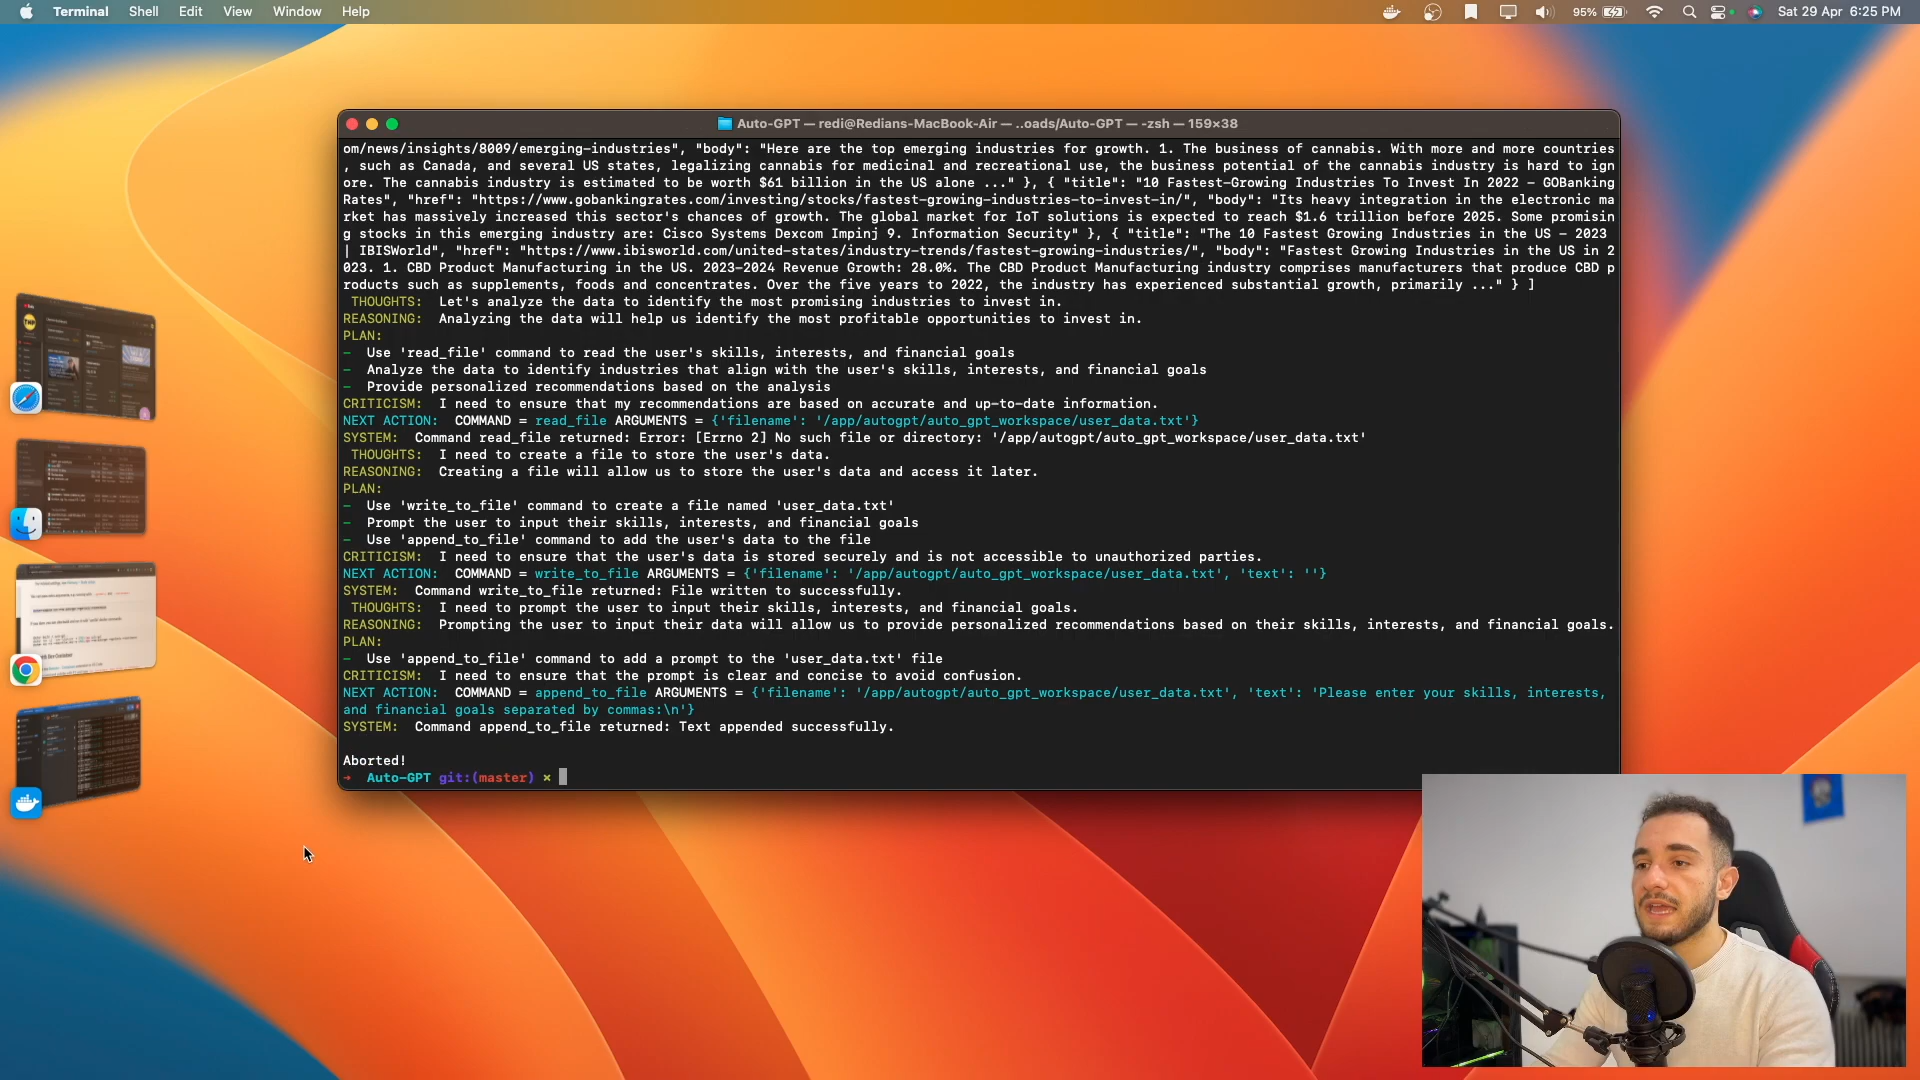 Terminal Shell Edit View Window Help 95% Sat 29 Apr 6:25 PM
Auto-GPT — redi@Redians-MacBook-Air — ..oads/Auto-GPT — -zsh — 159×38
om/news/insights/8009/emerging-industries", "body": "Here are the top emerging industries for growth. 1. The business of cannabis. With more and more countries
, such as Canada, and several US states, legalizing cannabis for medicinal and recreational use, the business potential of the cannabis industry is hard to ign
ore. The cannabis industry is estimated to be worth $61 billion in the US alone ..." }, { "title": "10 Fastest-Growing Industries To Invest In 2022 - GOBanking
Rates", "href": "https://www.gobankingrates.com/investing/stocks/fastest-growing-industries-to-invest-in/", "body": "Its heavy integration in the electronic ma
rket has massively increased this sector's chances of growth. The global market for IoT solutions is expected to reach $1.6 trillion before 2025. Some promisin
g stocks in this emerging industry are: Cisco Systems Dexcom Impinj 9. Information Security" }, { "title": "The 10 Fastest Growing Industries in the US - 2023
| IBISWorld", "href": "https://www.ibisworld.com/united-states/industry-trends/fastest-growing-industries/", "body": "Fastest Growing Industries in the US in 2
023. 1. CBD Product Manufacturing in the US. 2023-2024 Revenue Growth: 28.0%. The CBD Product Manufacturing industry comprises manufacturers that produce CBD p
roducts such as supplements, foods and concentrates. Over the five years to 2022, the industry has experienced substantial growth, primarily ..." } ]
THOUGHTS: Let's analyze the data to identify the most promising industries to invest in.
REASONING: Analyzing the data will help us identify the most profitable opportunities to invest in.
PLAN:
- Use 'read_file' command to read the user's skills, interests, and financial goals
- Analyze the data to identify industries that align with the user's skills, interests, and financial goals
- Provide personalized recommendations based on the analysis
CRITICISM: I need to ensure that my recommendations are based on accurate and up-to-date information.
NEXT ACTION: COMMAND = read_file ARGUMENTS = {'filename': '/app/autogpt/auto_gpt_workspace/user_data.txt'}
SYSTEM: Command read_file returned: Error: [Errno 2] No such file or directory: '/app/autogpt/auto_gpt_workspace/user_data.txt'
THOUGHTS: I need to create a file to store the user's data.
REASONING: Creating a file will allow us to store the user's data and access it later.
PLAN:
- Use 'write_to_file' command to create a file named 'user_data.txt'
- Prompt the user to input their skills, interests, and financial goals
- Use 'append_to_file' command to add the user's data to the file
CRITICISM: I need to ensure that the user's data is stored securely and is not accessible to unauthorized parties.
NEXT ACTION: COMMAND = write_to_file ARGUMENTS = {'filename': '/app/autogpt/auto_gpt_workspace/user_data.txt', 'text': ''}
SYSTEM: Command write_to_file returned: File written to successfully.
THOUGHTS: I need to prompt the user to input their skills, interests, and financial goals.
REASONING: Prompting the user to input their data will allow us to provide personalized recommendations based on their skills, interests, and financial goals.
PLAN:
- Use 'append_to_file' command to add a prompt to the 'user_data.txt' file
CRITICISM: I need to ensure that the prompt is clear and concise to avoid confusion.
NEXT ACTION: COMMAND = append_to_file ARGUMENTS = {'filename': '/app/autogpt/auto_gpt_workspace/user_data.txt', 'text': 'Please enter your skills, interests,
and financial goals separated by commas:\n'}
SYSTEM: Command append_to_file returned: Text appended successfully.
Aborted!
→ Auto-GPT git:(master) ×